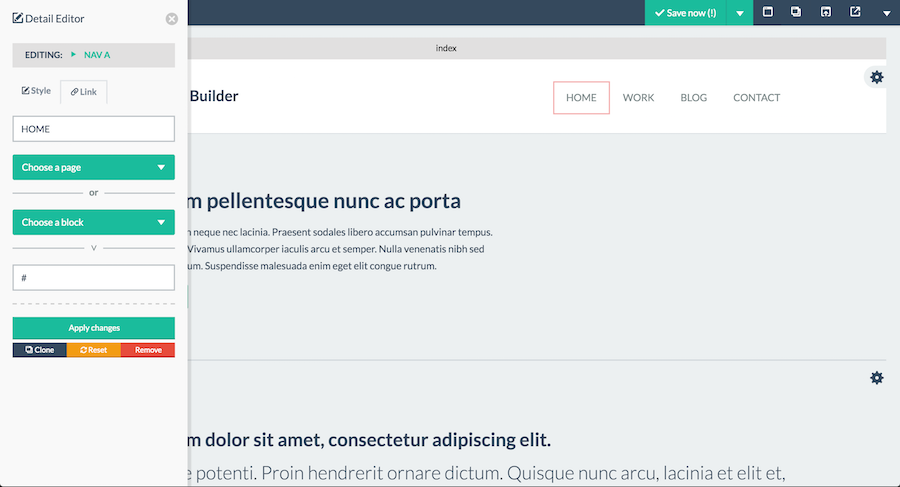 Detail Editor
EDITING: NAV A
Style
Link
HOME
Choose a page
or
Choose a block
#
Apply changes
Clone
Reset
Remove
Save now (!)
index
Builder
HOME
WORK
BLOG
CONTACT
m pellentesque nunc ac porta
neque nec lacinia. Praesent sodales libero accumsan pulvinar tempus.
Vivamus ullamcorper iaculis arcu et semper. Nulla venenatis nibh sed
um. Suspendisse malesuada enim eget elit congue rutrum.
m dolor sit amet, consectetur adipiscing elit.
e potenti. Proin hendrerit ornare dictum. Quisque nunc arcu, lacinia et elit et,